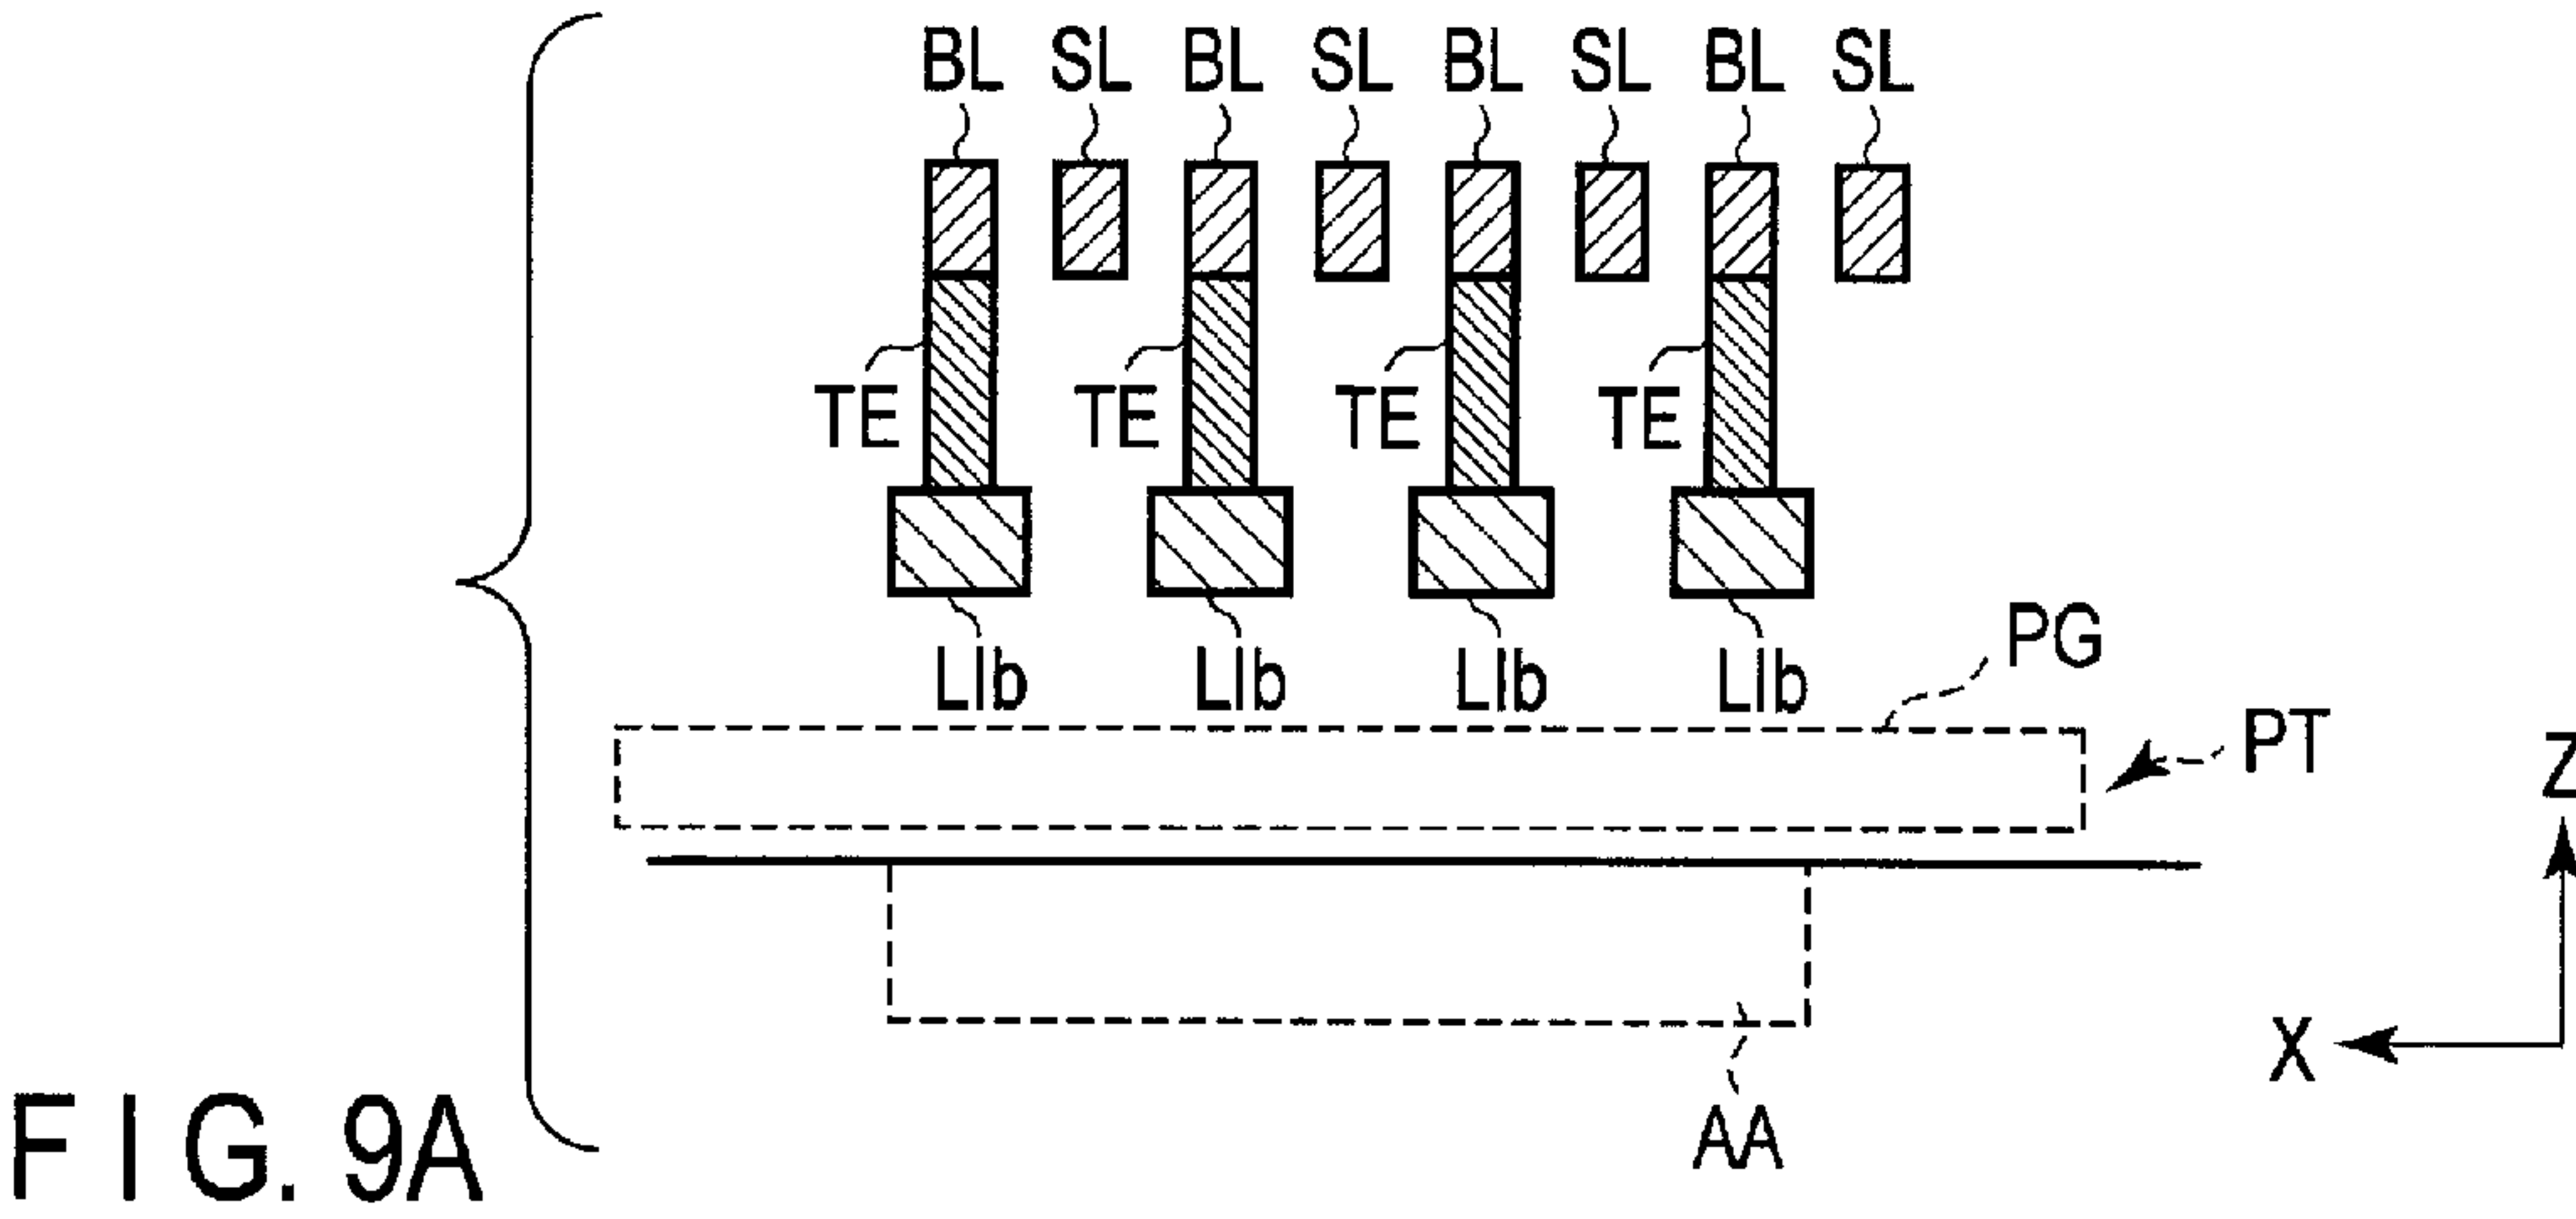 BL SL BL SL BL SL BL SL
TE TE TE TE
LIb LIb LIb LIb
PG
PT
Z
X
AA
FIG. 9A